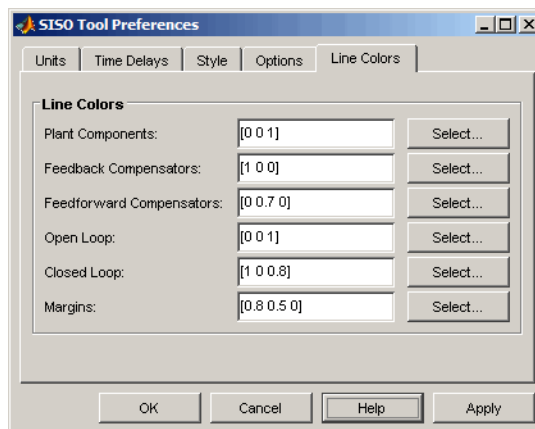 SISO Tool Preferences
Units Time Delays Style Options Line Colors
Line Colors
Plant Components: [0 0 1] Select...
Feedback Compensators: [1 0 0] Select...
Feedforward Compensators: [0 0.7 0] Select...
Open Loop: [0 0 1] Select...
Closed Loop: [1 0 0.8] Select...
Margins: [0.8 0.5 0] Select...
OK Cancel Help Apply